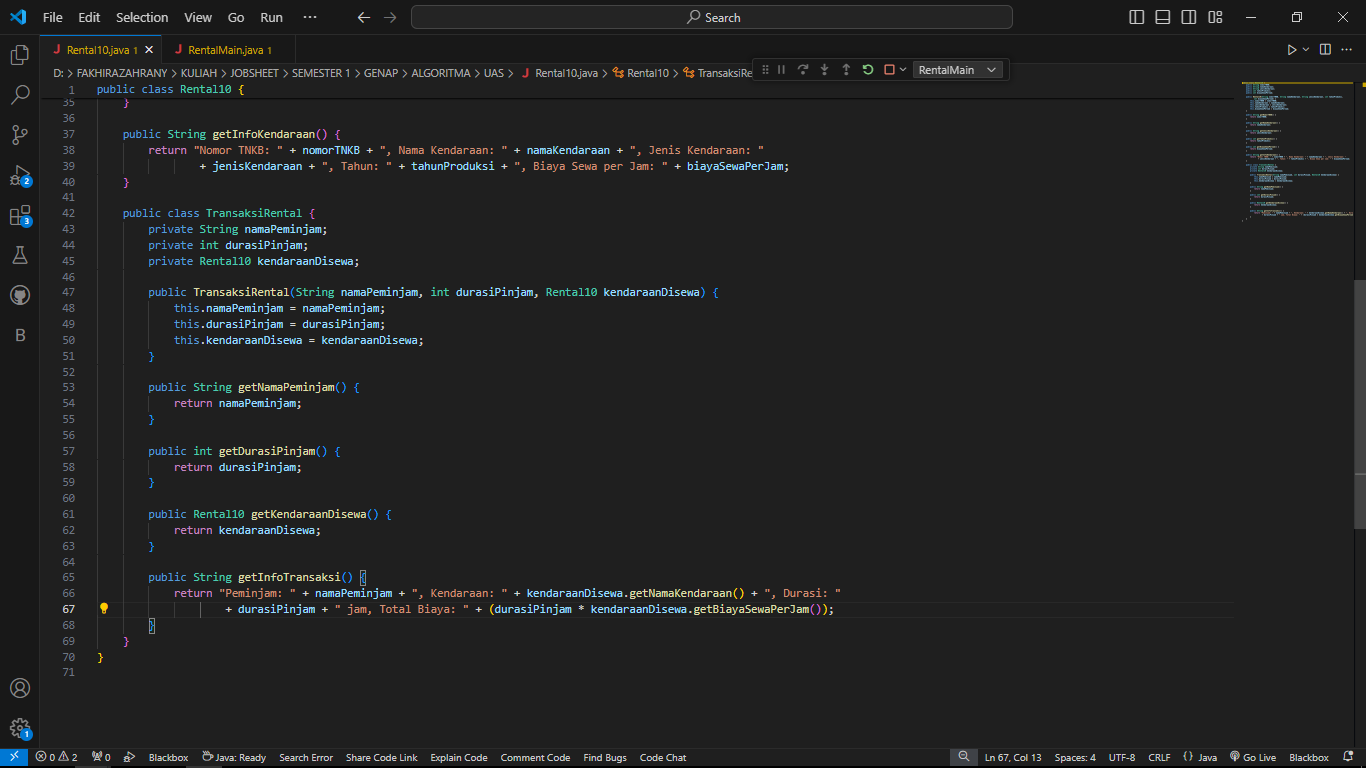 File Edit Selection View Go Run ··· Search
Rental10.java 1 RentalMain.java 1
D: > FAKHIRAZAHRANY > KULIAH > JOBSHEET > SEMESTER 1 > GENAP > ALGORITMA > UAS > J Rental10.java > Rental10 > TransaksiRe
RentalMain
1 public class Rental10 {
35 }
36
37 public String getInfoKendaraan() {
38 return "Nomor TNKB: " + nomorTNKB + ", Nama Kendaraan: " + namaKendaraan + ", Jenis Kendaraan: "
39 + jenisKendaraan + ", Tahun: " + tahunProduksi + ", Biaya Sewa per Jam: " + biayaSewaPerJam;
40 }
41
42 public class TransaksiRental {
43 private String namaPeminjam;
44 private int durasiPinjam;
45 private Rental10 kendaraanDisewa;
46
47 public TransaksiRental(String namaPeminjam, int durasiPinjam, Rental10 kendaraanDisewa) {
48 this.namaPeminjam = namaPeminjam;
49 this.durasiPinjam = durasiPinjam;
50 this.kendaraanDisewa = kendaraanDisewa;
51 }
52
53 public String getNamaPeminjam() {
54 return namaPeminjam;
55 }
56
57 public int getDurasiPinjam() {
58 return durasiPinjam;
59 }
60
61 public Rental10 getKendaraanDisewa() {
62 return kendaraanDisewa;
63 }
64
65 public String getInfoTransaksi() {
66 return "Peminjam: " + namaPeminjam + ", Kendaraan: " + kendaraanDisewa.getNamaKendaraan() + ", Durasi: "
67 + durasiPinjam + " jam, Total Biaya: " + (durasiPinjam * kendaraanDisewa.getBiayaSewaPerJam());
68 }
69 }
70 }
71
2
3
B
1
0 2 0 Blackbox Java: Ready Search Error Share Code Link Explain Code Comment Code Find Bugs Code Chat Ln 67, Col 13 Spaces: 4 UTF-8 CRLF {} Java Go Live Blackbox